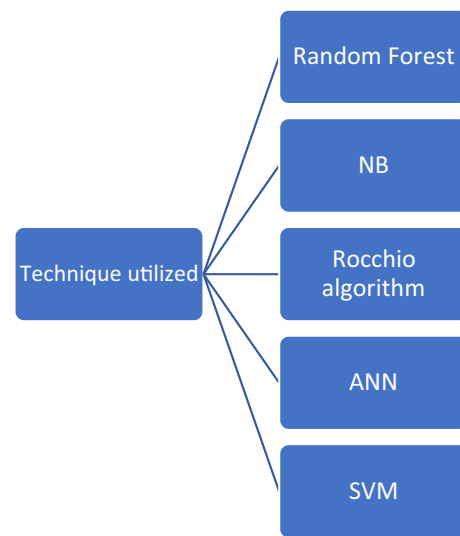 Random Forest
NB
Technique utilized
Rocchio
algorithm
ANN
SVM